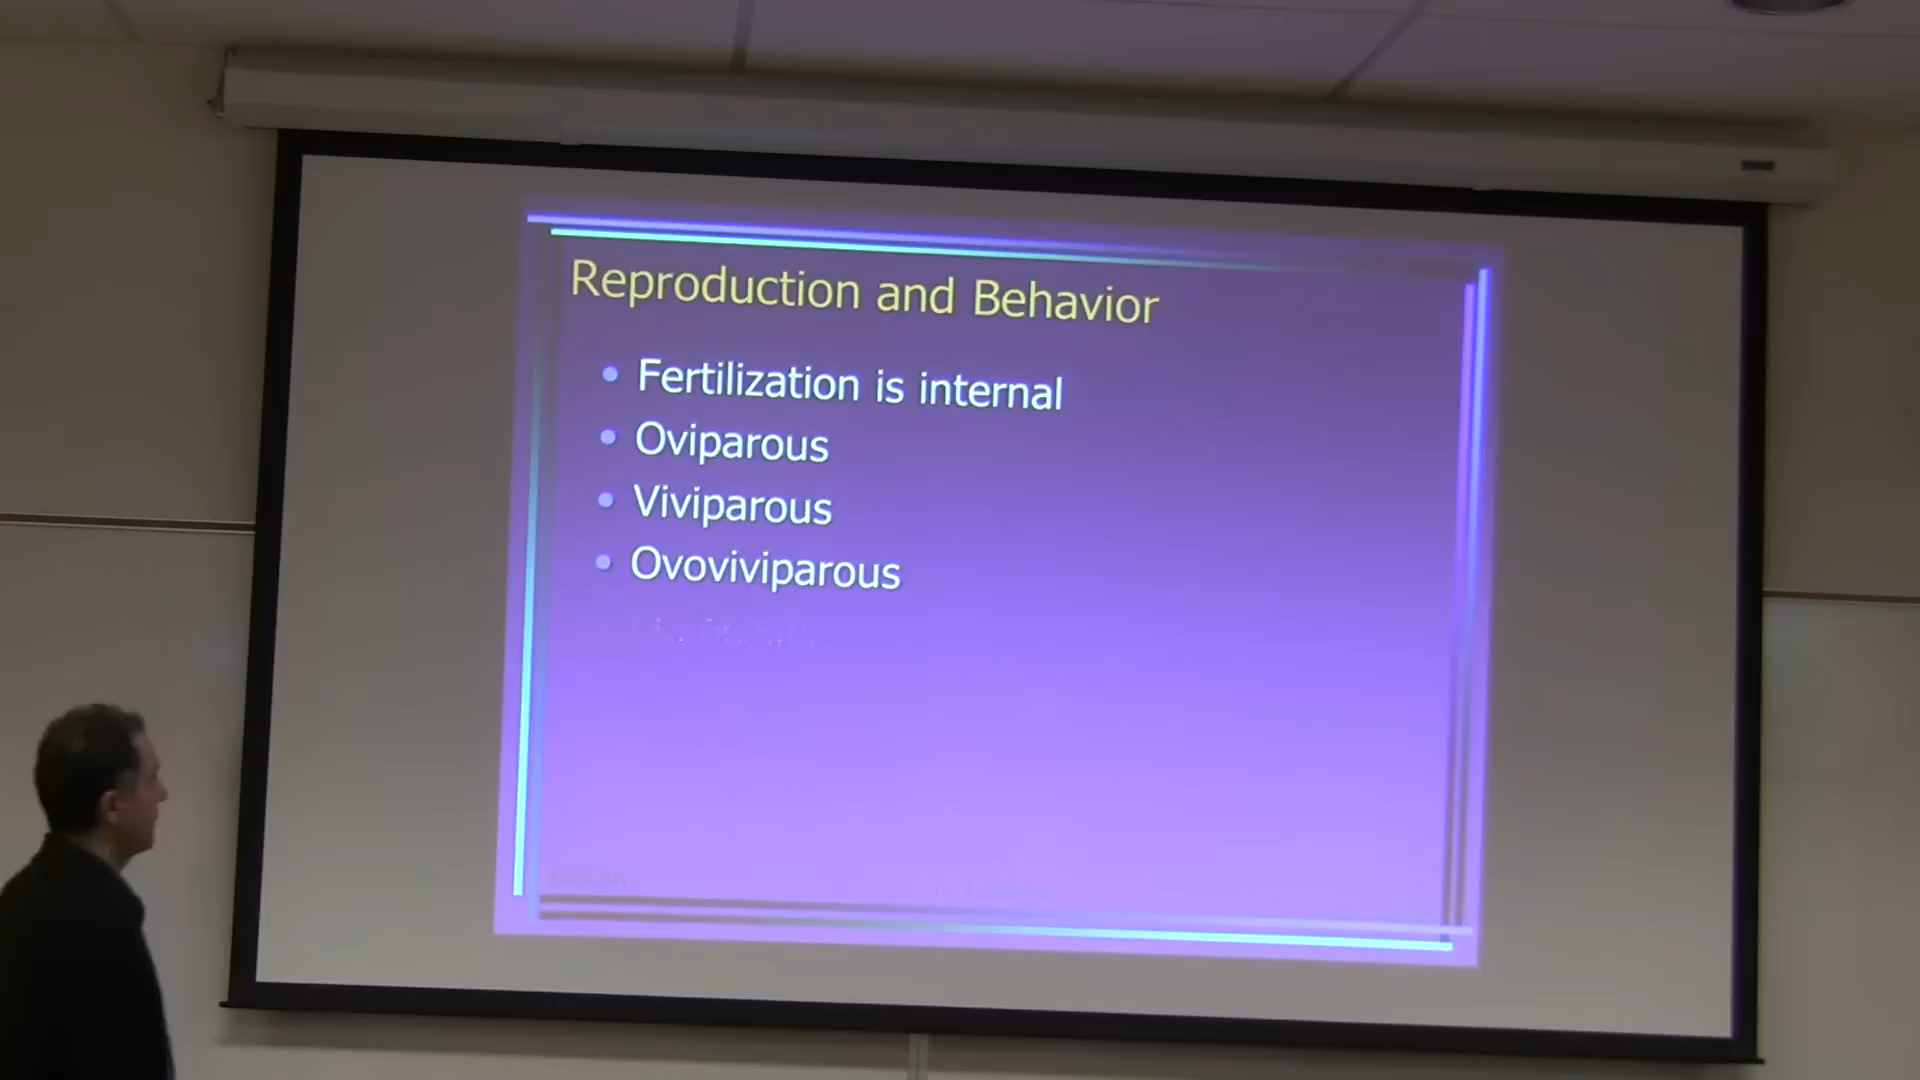 Reproduction and Behavior
• Fertilization is internal
• Oviparous
• Viviparous
• Ovoviviparous